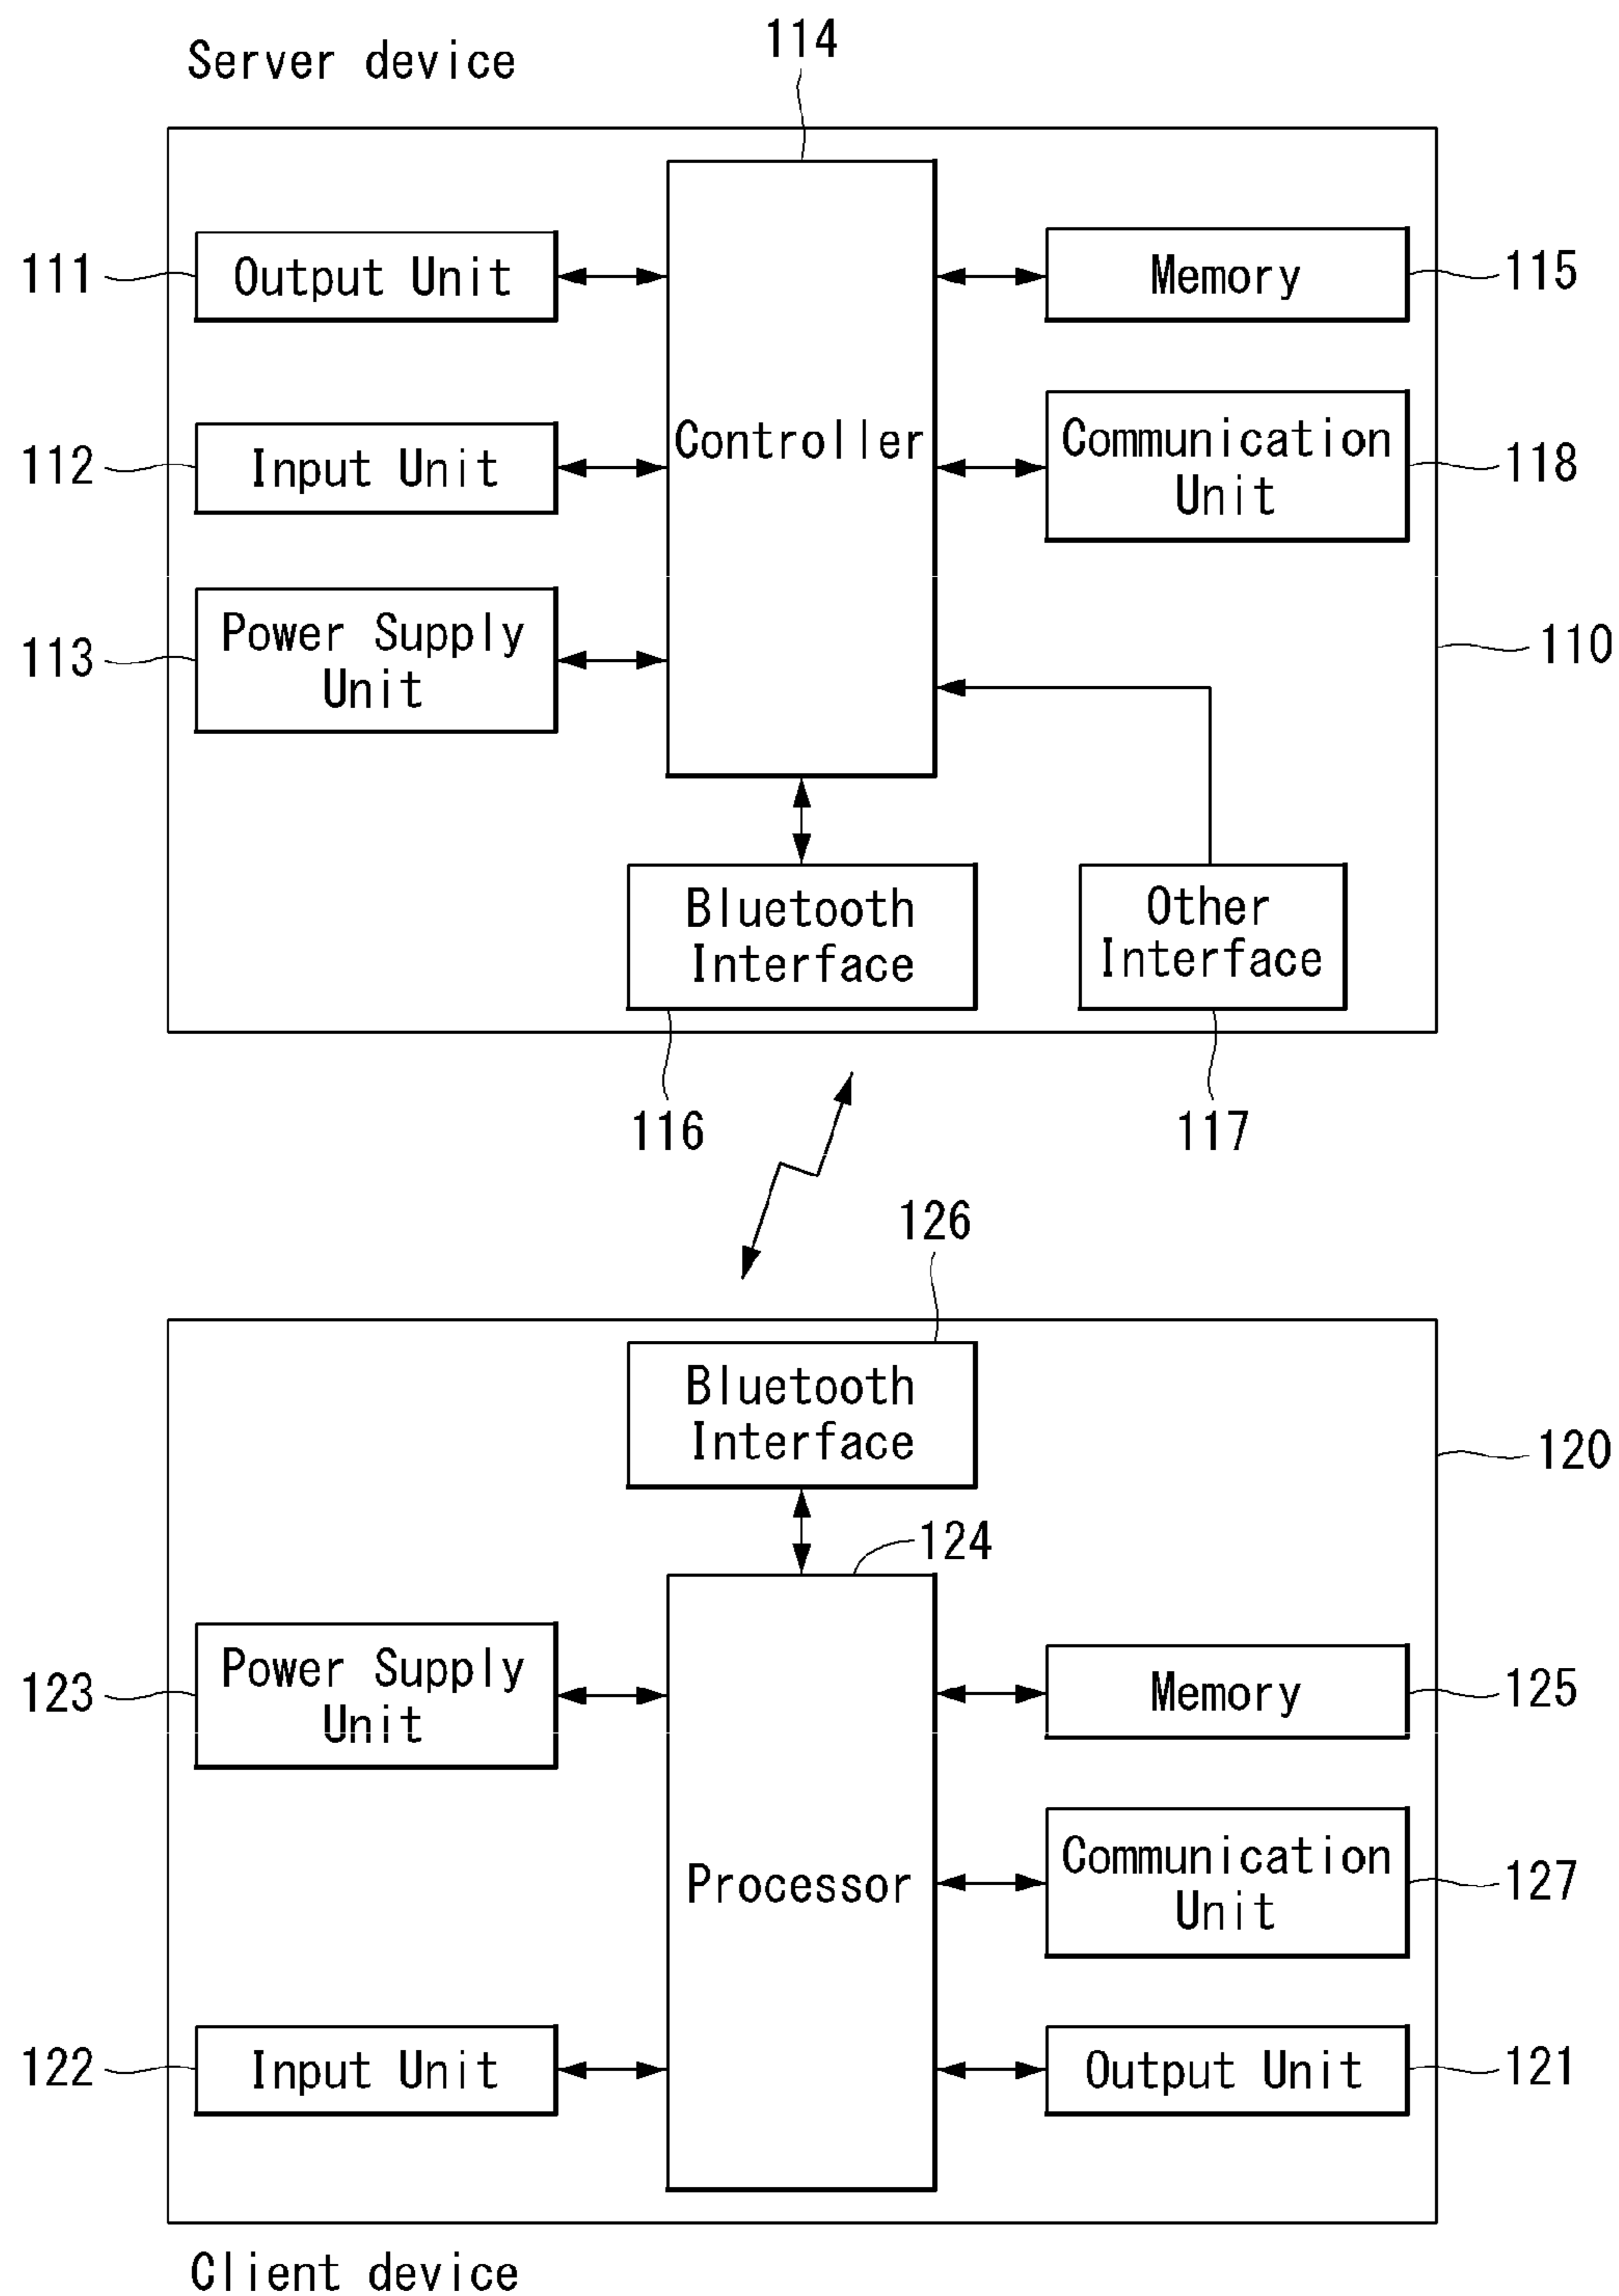 Server device
114
111
Output Unit
Memory
115
112
Input Unit
Controller
Communication
Unit
118
113
Power Supply
Unit
110
Bluetooth
Interface
Other
Interface
116
117
126
Bluetooth
Interface
120
124
123
Power Supply
Unit
Memory
125
Processor
Communication
Unit
127
122
Input Unit
Output Unit
121
Client device